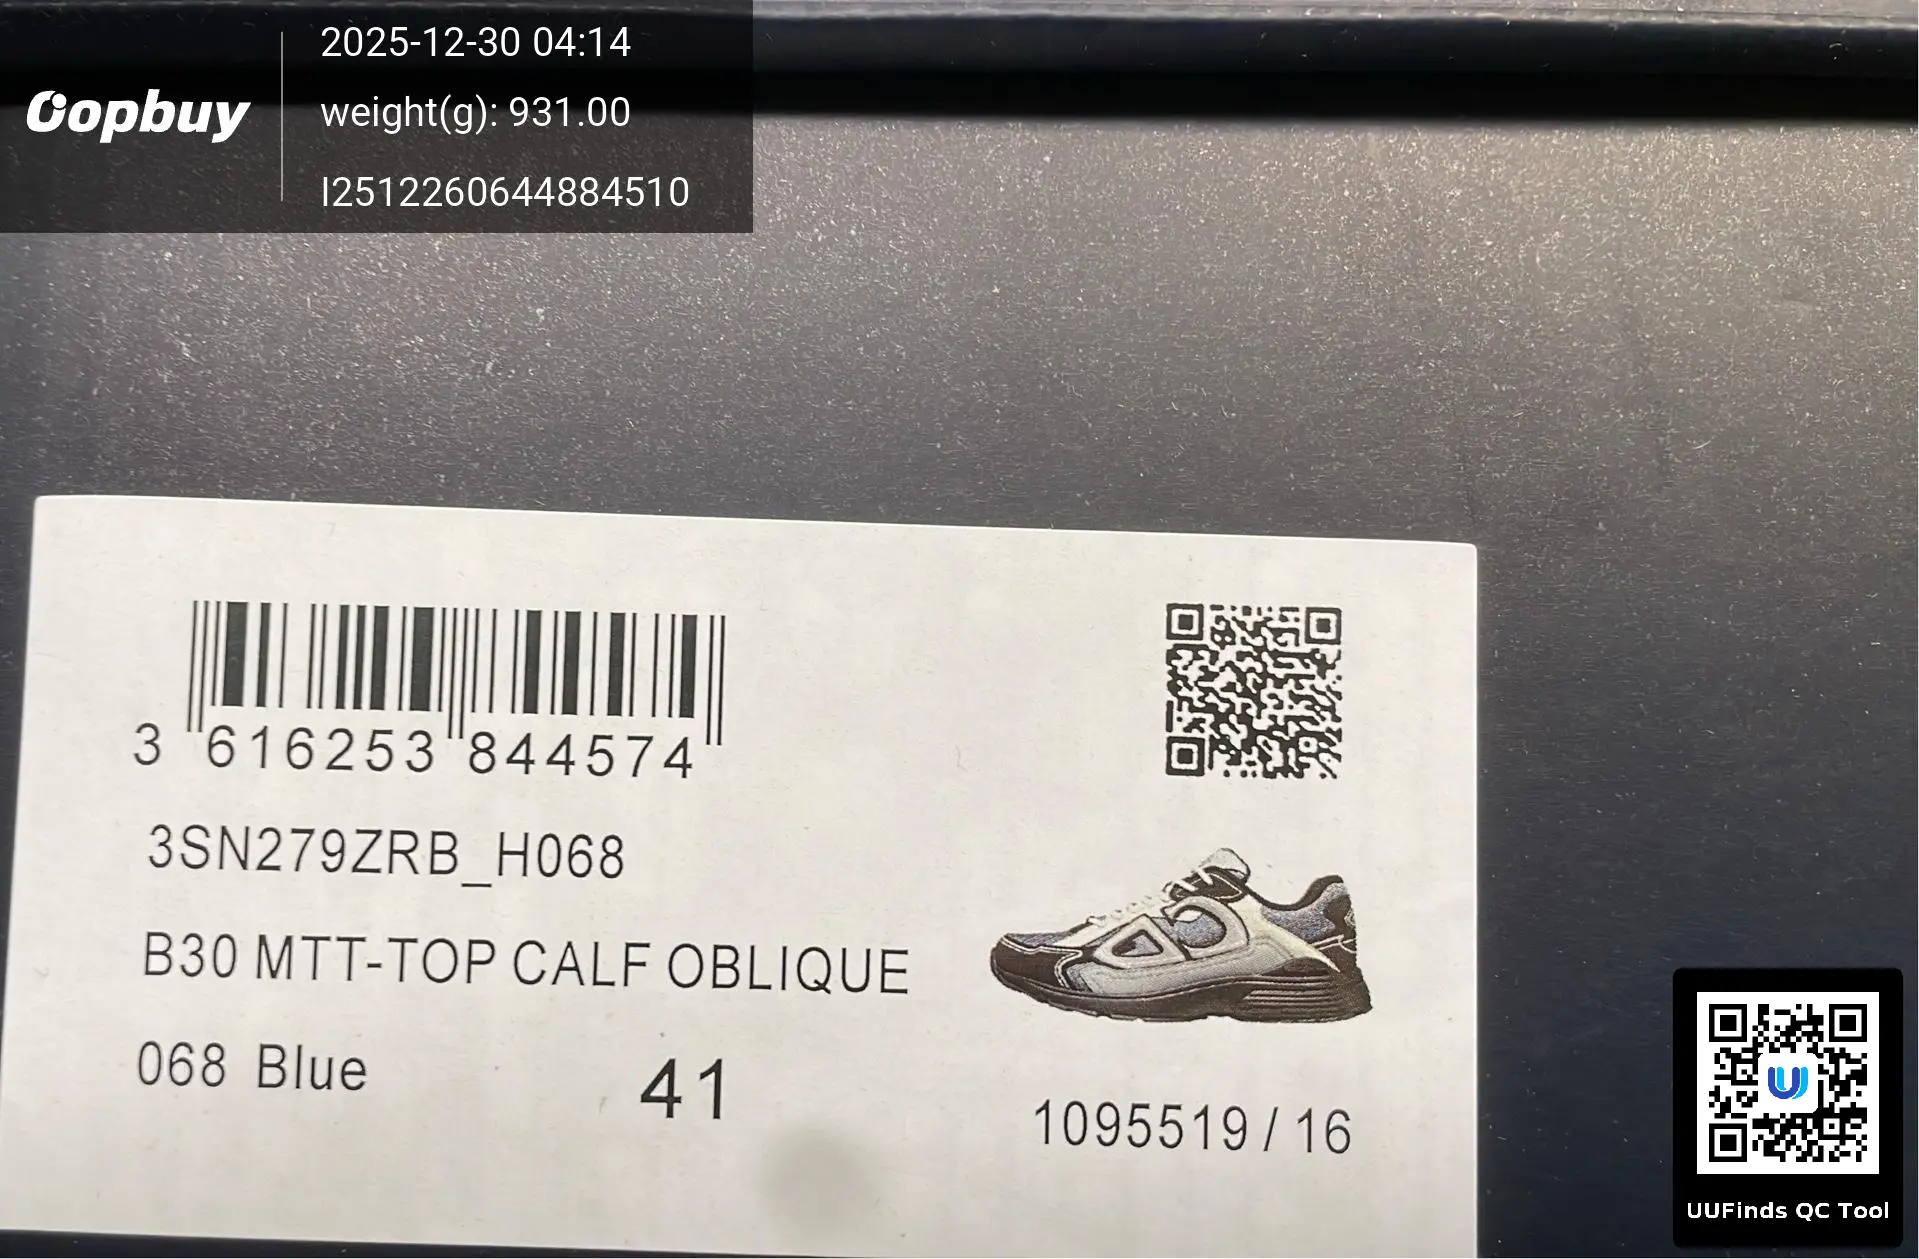 Oopbuy
2025-12-30 04:14
weight(g): 931.00
I2512260644884510
3 616253 844574
3SN279ZRB_H068
B30 MTT-TOP CALF OBLIQUE
068 Blue
41
1095519 / 16
UUFinds QC Tool